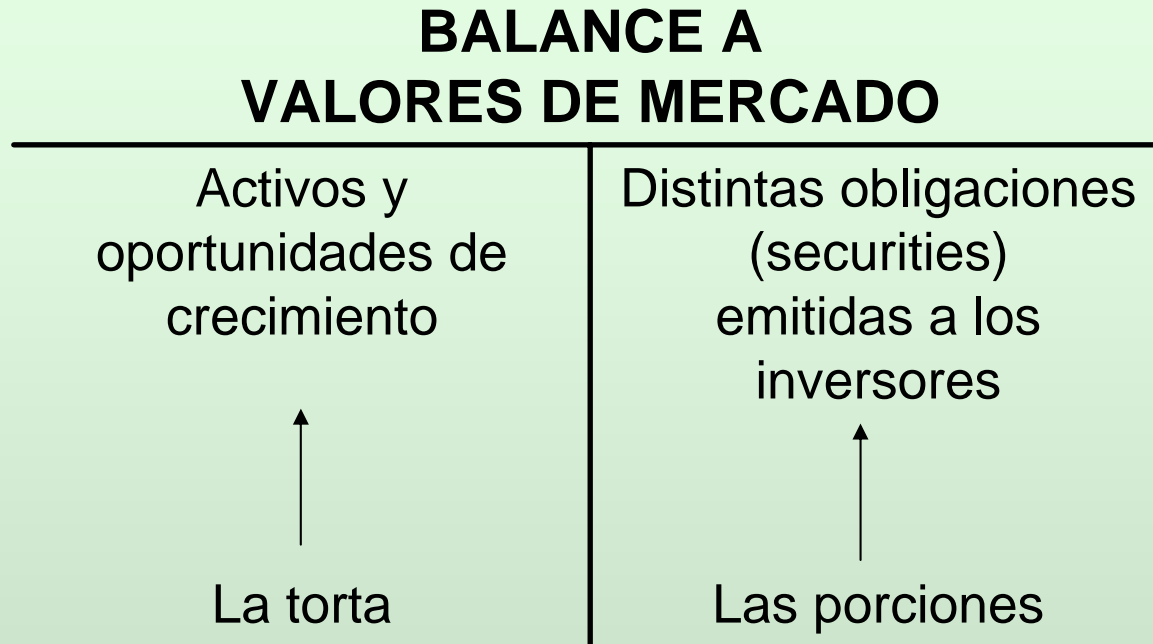 BALANCE A
VALORES DE MERCADO
Activos y
oportunidades de
crecimiento
La torta
Distintas obligaciones
(securities)
emitidas a los
inversores
Las porciones